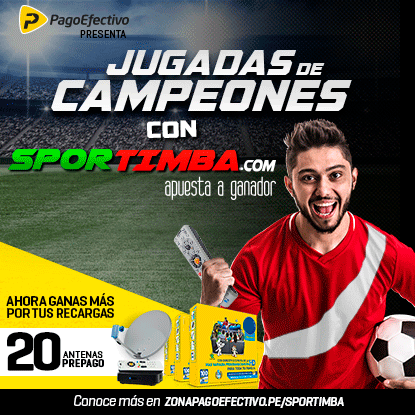 PagoEfectivo
PRESENTA
JUGADAS DE
CAMPEONES
CON
SPORTIMBA.COM
apuesta a ganador
AHORA GANAS MÁS
POR TUS RECARGAS
20 ANTENAS
PREPAGO
Conoce más en ZONAPAGOEFECTIVO.PE/SPORTIMBA